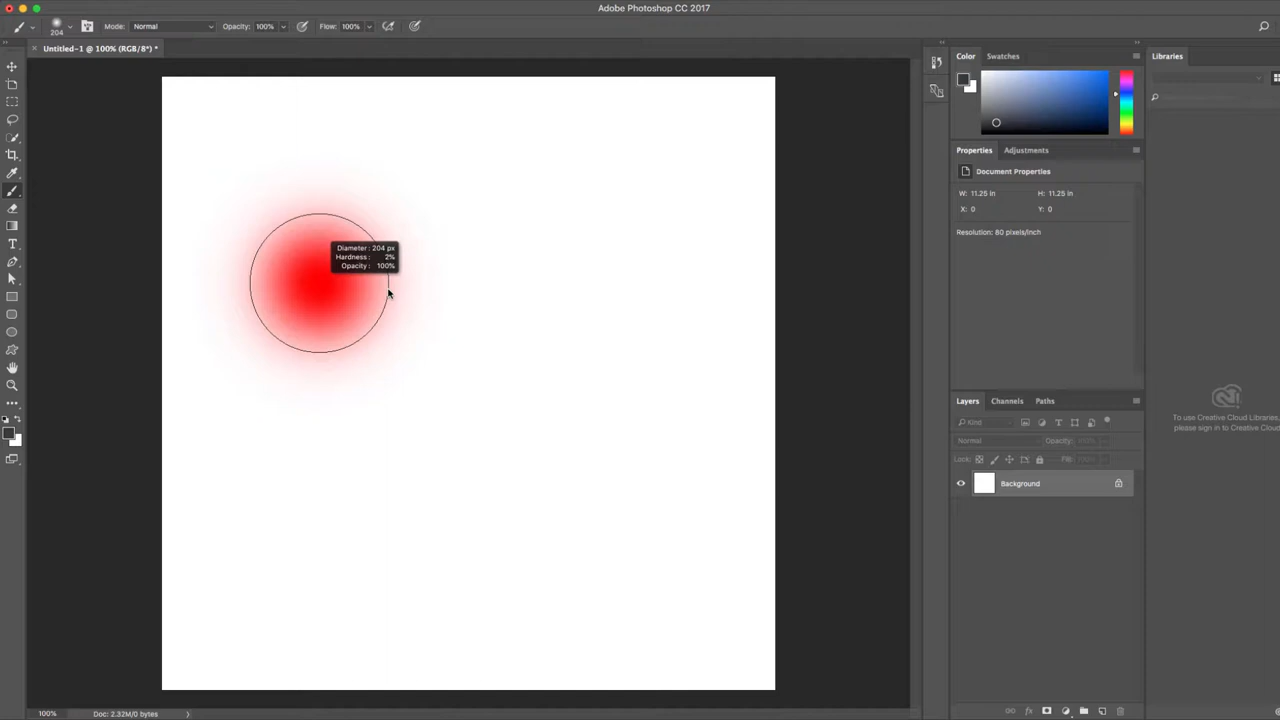 Adobe Photoshop CC 2017
204
Mode: Normal
Opacity: 100%
Flow: 100%
Untitled-1 @ 100% (RGB/8*) *
Diameter: 204 px
Hardness: 2%
Opacity: 100%
Color
Swatches
Properties
Adjustments
Document Properties
W: 11.25 in
H: 11.25 in
X: 0
Y: 0
Resolution: 80 pixels/inch
Layers
Channels
Paths
Kind
Normal
Opacity: 100%
Lock:
Fill: 100%
Background
Libraries
To use Creative Cloud Libraries,
please sign in to Creative Cloud
100%
Doc: 2.32M/0 bytes